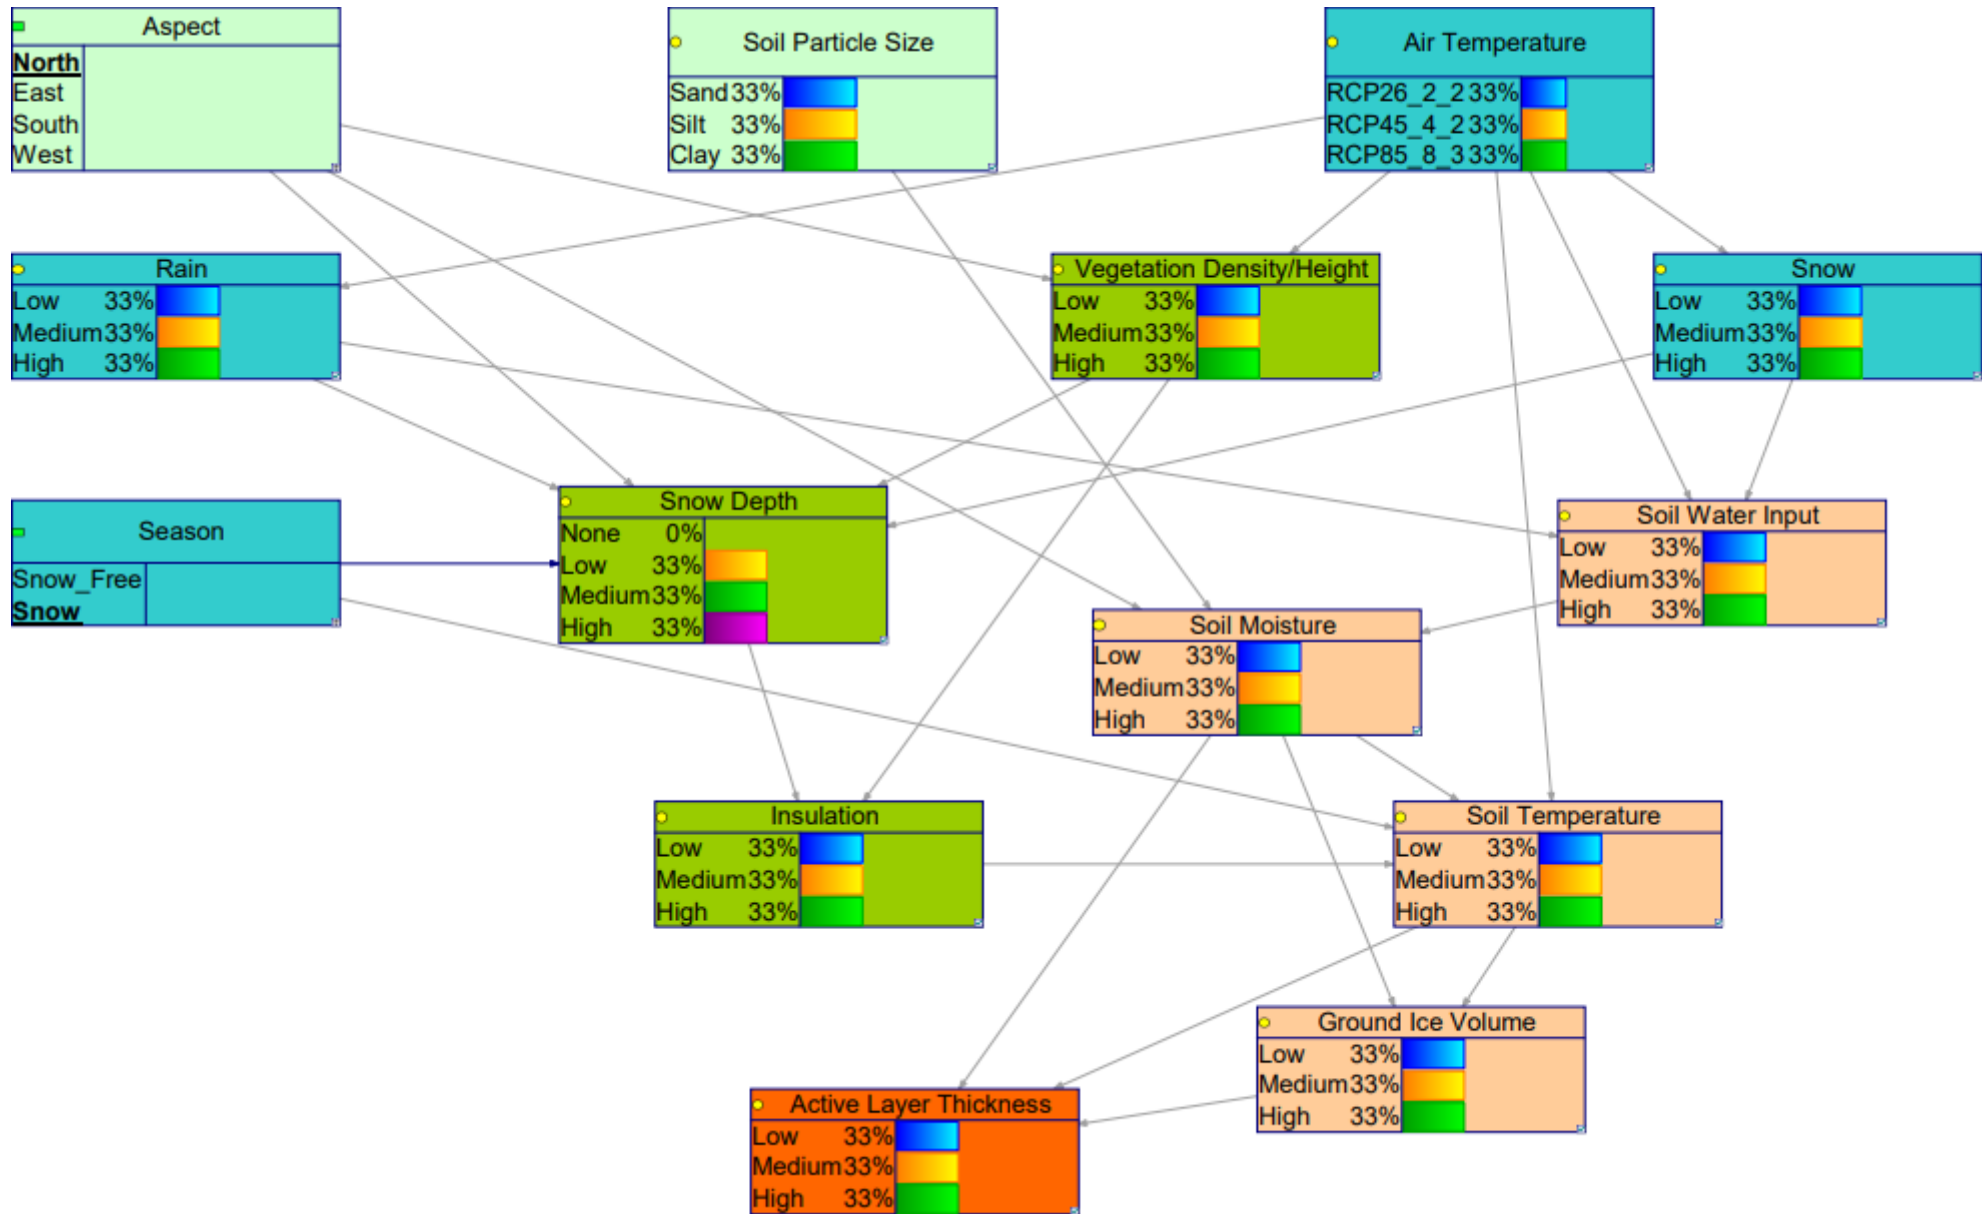 Aspect
North
East
South
West
Soil Particle Size
Sand 33%
Silt 33%
Clay 33%
Air Temperature
RCP26_2_2 33%
RCP45_4_2 33%
RCP85_8_3 33%
Rain
Low 33%
Medium 33%
High 33%
Vegetation Density/Height
Low 33%
Medium 33%
High 33%
Snow
Low 33%
Medium 33%
High 33%
Season
Snow_Free
Snow
Snow Depth
None 0%
Low 33%
Medium 33%
High 33%
Soil Water Input
Low 33%
Medium 33%
High 33%
Soil Moisture
Low 33%
Medium 33%
High 33%
Insulation
Low 33%
Medium 33%
High 33%
Soil Temperature
Low 33%
Medium 33%
High 33%
Ground Ice Volume
Low 33%
Medium 33%
High 33%
Active Layer Thickness
Low 33%
Medium 33%
High 33%